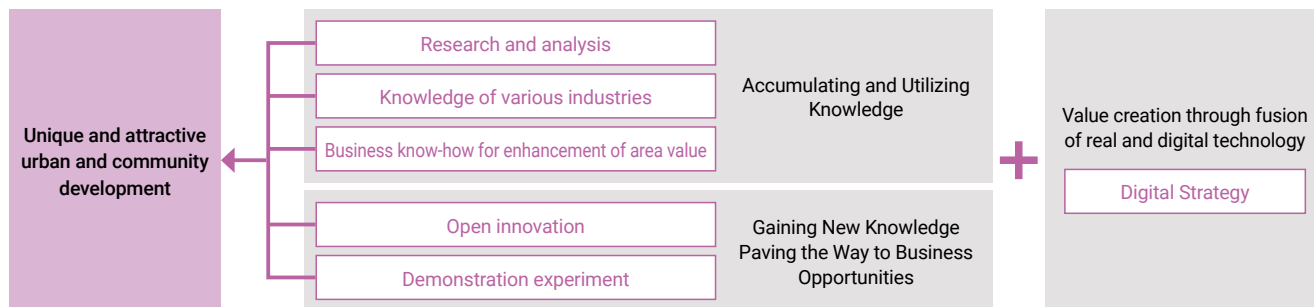 Unique and attractive
urban and community
development
Research and analysis
Knowledge of various industries
Business know-how for enhancement of area value
Accumulating and Utilizing
Knowledge
Open innovation
Demonstration experiment
Gaining New Knowledge
Paving the Way to Business
Opportunities
+
Value creation through fusion
of real and digital technology
Digital Strategy